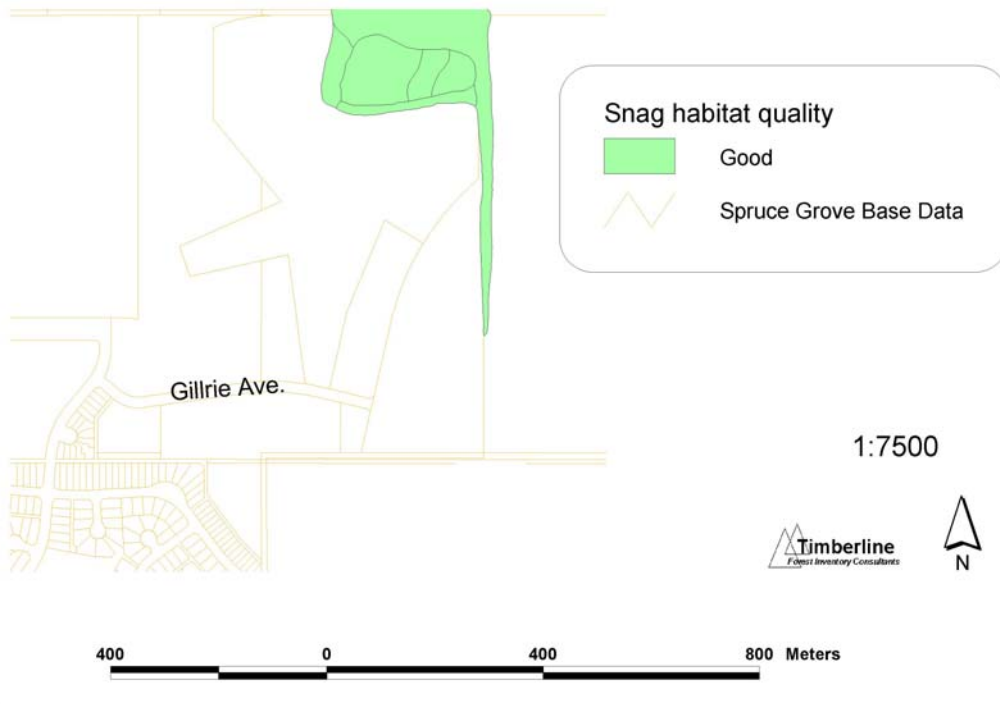 Snag habitat quality
Good
Spruce Grove Base Data
Gillrie Ave.
1:7500
Timberline
Forest Inventory Consultants
N
400 0 400 800 Meters